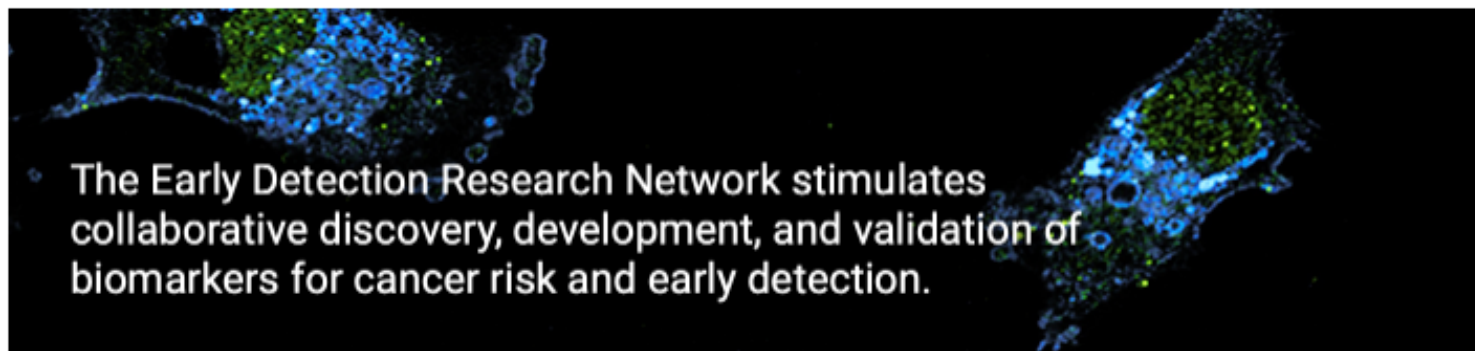 The Early Detection Research Network stimulates
collaborative discovery, development, and validation of
biomarkers for cancer risk and early detection.